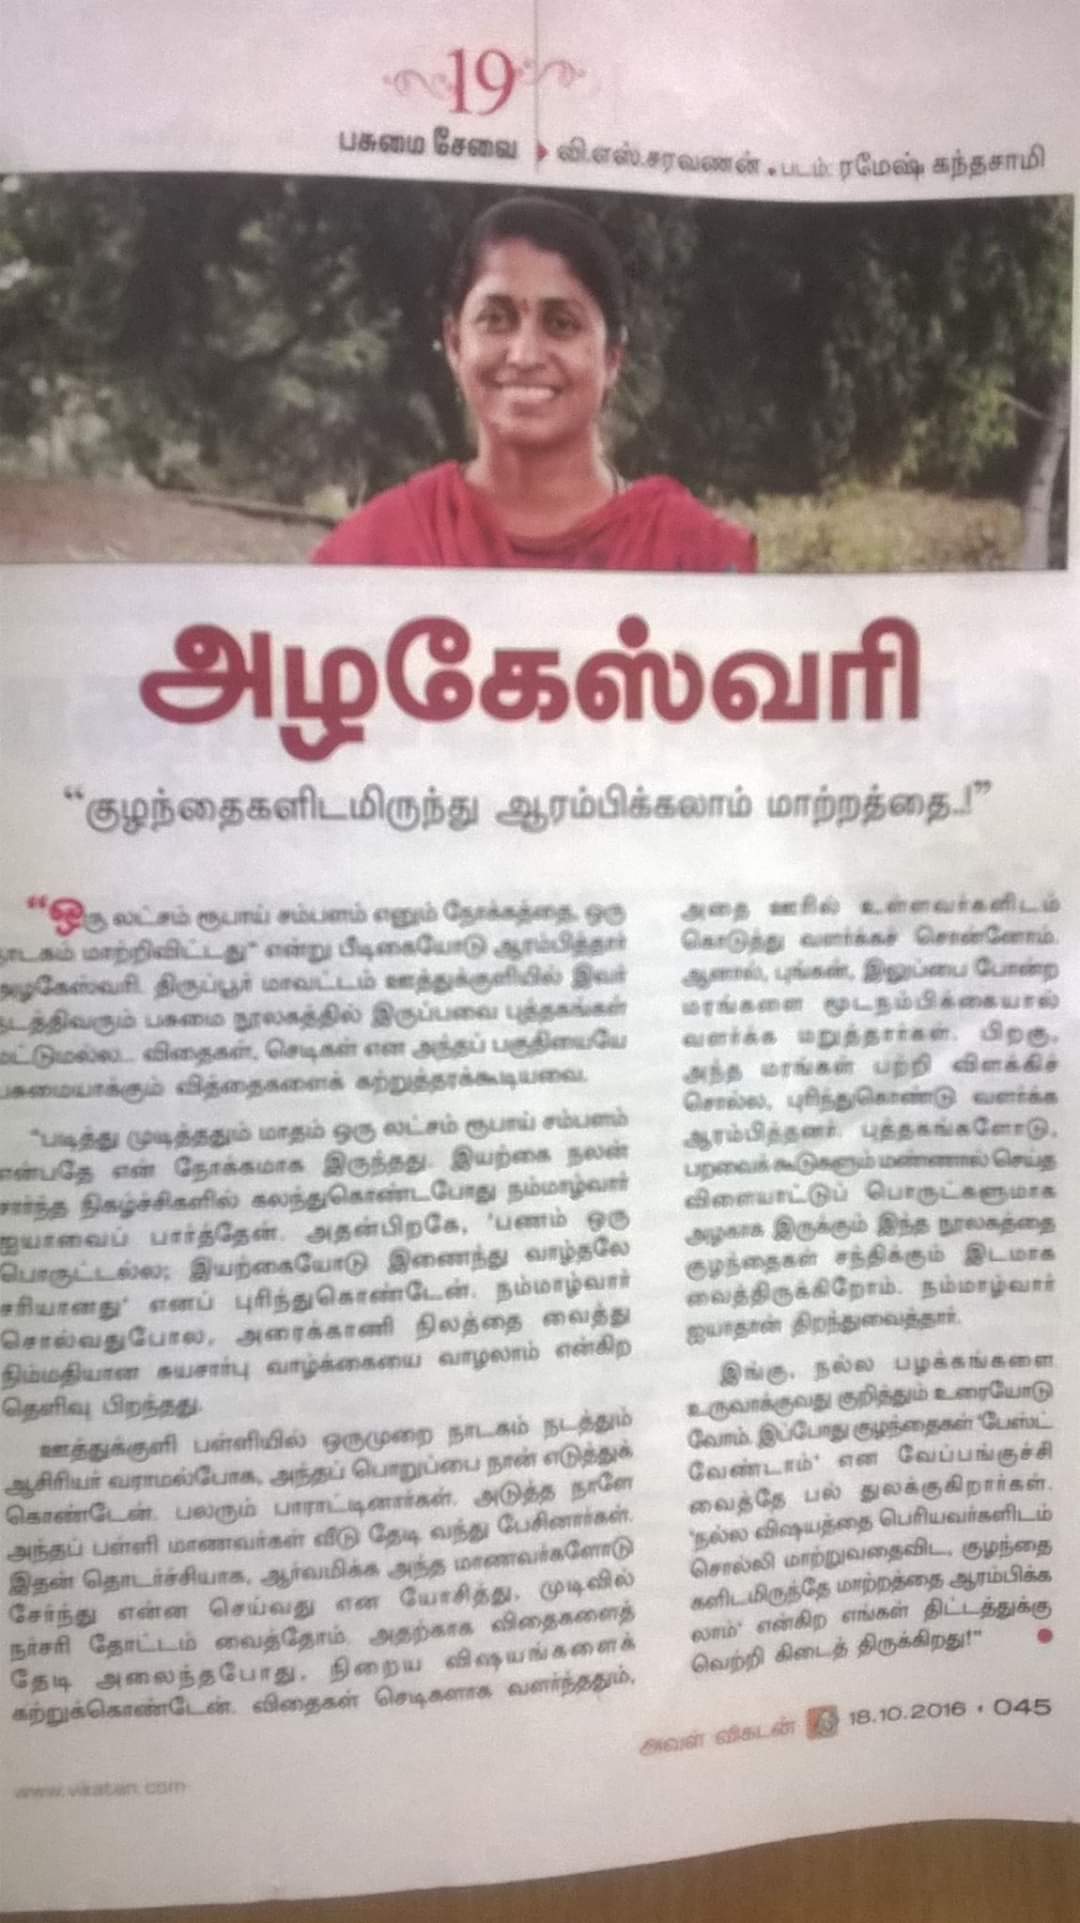 19
பசுமை சேவை வி.எஸ்.சரவணன் • படம்: ரமேஷ் கந்தசாமி
அழகேஸ்வரி
“குழந்தைகளிடமிருந்து ஆரம்பிக்கலாம் மாற்றத்தை..!”
“ஒரு லட்சம் ரூபாய் சம்பளம் எனும் நோக்கத்தை, ஒரு
நாடகம் மாற்றிவிட்டது” என்று பீடிகையோடு ஆரம்பித்தார்
அழகேஸ்வரி. திருப்பூர் மாவட்டம் ஊத்துக்குளியில் இவர்
நடத்திவரும் பசுமை நூலகத்தில் இருப்பவை புத்தகங்கள்
மட்டுமல்ல... விதைகள், செடிகள் என அந்தப் பகுதியையே
பசுமையாக்கும் வித்தைகளைக் கற்றுத்தரக்கூடியவை.
“படித்து முடித்ததும் மாதம் ஒரு லட்சம் ரூபாய் சம்பளம்
என்பதே என் நோக்கமாக இருந்தது. இயற்கை நலன்
சார்ந்த நிகழ்ச்சிகளில் கலந்துகொண்டபோது நம்மாழ்வார்
ஐயாவைப் பார்த்தேன். அதன்பிறகே, ‘பணம் ஒரு
பொருட்டல்ல; இயற்கையோடு இணைந்து வாழ்தலே
சரியானது’ எனப் புரிந்துகொண்டேன். நம்மாழ்வார்
சொல்வதுபோல, அரைக்காணி நிலத்தை வைத்து
நிம்மதியான சுயசார்பு வாழ்க்கையை வாழலாம் என்கிற
தெளிவு பிறந்தது.
ஊத்துக்குளி பள்ளியில் ஒருமுறை நாடகம் நடத்தும்
ஆசிரியர் வராமல்போக, அந்தப் பொறுப்பை நான் எடுத்துக்
கொண்டேன். பலரும் பாராட்டினார்கள். அடுத்த நாளே
அந்தப் பள்ளி மாணவர்கள் வீடு தேடி வந்து பேசினார்கள்.
இதன் தொடர்ச்சியாக, ஆர்வமிக்க அந்த மாணவர்களோடு
சேர்ந்து என்ன செய்வது என யோசித்து, முடிவில்
நர்சரி தோட்டம் வைத்தோம். அதற்காக விதைகளைத்
தேடி அலைந்தபோது, நிறைய விஷயங்களைக்
கற்றுக்கொண்டேன். விதைகள் செடிகளாக வளர்ந்ததும்,
அதை ஊரில் உள்ளவர்களிடம்
கொடுத்து வளர்க்கச் சொன்னோம்.
ஆனால், புங்கன், இலுப்பை போன்ற
மரங்களை மூடநம்பிக்கையால்
வளர்க்க மறுத்தார்கள். பிறகு,
அந்த மரங்கள் பற்றி விளக்கிச்
சொல்ல, புரிந்துகொண்டு வளர்க்க
ஆரம்பித்தனர். புத்தகங்களோடு,
பறவைக் கூடுகளும் மண்ணால் செய்த
விளையாட்டுப் பொருட்களுமாக
அழகாக இருக்கும் இந்த நூலகத்தை
குழந்தைகள் சந்திக்கும் இடமாக
வைத்திருக்கிறோம். நம்மாழ்வார்
ஐயாதான் திறந்துவைத்தார்.
இங்கு, நல்ல பழக்கங்களை
உருவாக்குவது குறித்தும் உரையோடு
வோம். இப்போது குழந்தைகள் ‘பேஸ்ட்
வேண்டாம்’ என வேப்பங்குச்சி
வைத்தே பல் துலக்குகிறார்கள்.
‘நல்ல விஷயத்தை பெரியவர்களிடம்
சொல்லி மாற்றுவதைவிட, குழந்தை
களிடமிருந்தே மாற்றத்தை ஆரம்பிக்க
லாம்’ என்கிற எங்கள் திட்டத்துக்கு
வெற்றி கிடைத் திருக்கிறது!”
அவள் விகடன் 18.10.2016 • 045
www.vikatan.com